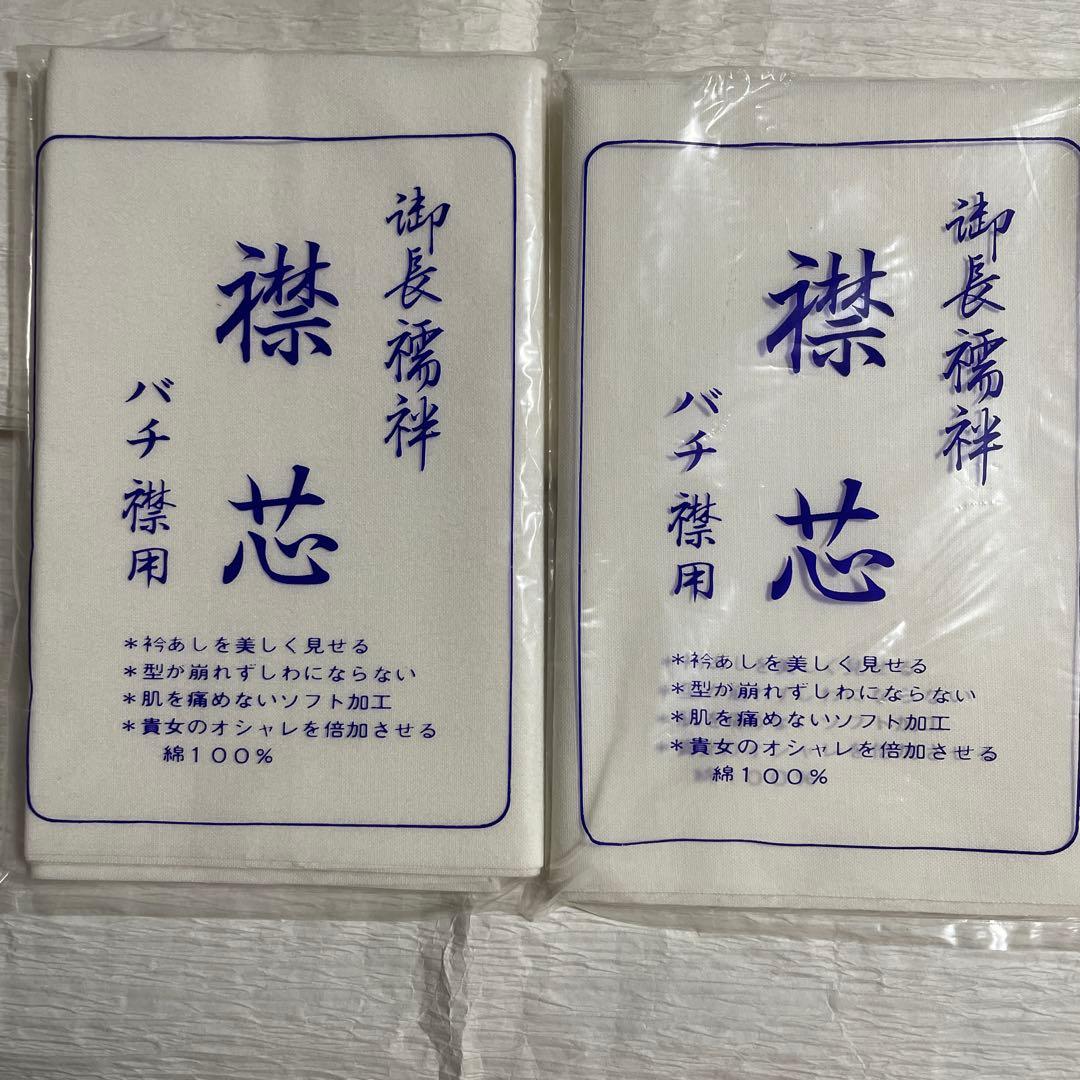 御長襦袢
襟芯
バチ襟用
＊衿あしを美しく見せる
＊型が崩れずしわにならない
＊肌を痛めないソフト加工
＊貴女のオシャレを倍加させる
綿１００％
御長襦袢
襟芯
バチ襟用
＊衿あしを美しく見せる
＊型が崩れずしわにならない
＊肌を痛めないソフト加工
＊貴女のオシャレを倍加させる
綿１００％